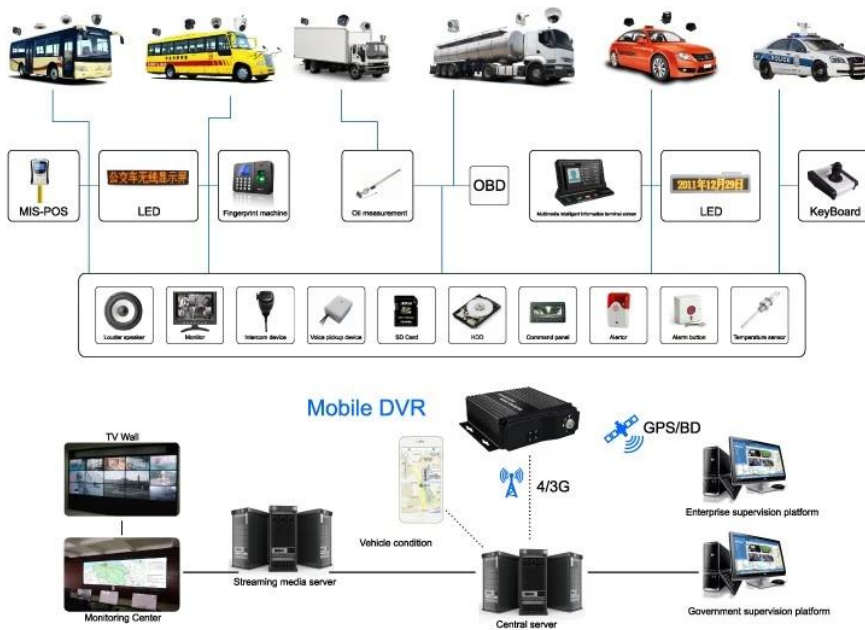 POLICE
MIS-POS
公交车无线显示屏
LED
Fingerprint machine
Oil measurement
OBD
Multimedia Intelligent Information terminal screen
2011年12月29日
LED
KeyBoard
Louder speaker
Monitor
Intercom device
Voice pickup device
SD Card
HDD
Command panel
Alertor
Alarm button
Temperature sensor
Mobile DVR
GPS/BD
TV Wall
4/3G
Enterprise supervision platform
Vehicle condition
Streaming media server
Monitoring Center
Central server
Government supervision platform